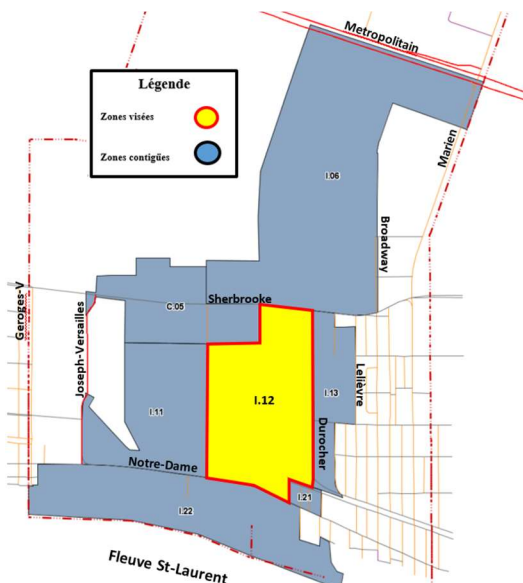 Metropolitain
Légende
Zones visées
Zones contigües
Marien
I.06
Broadway
Geroges-V
Joseph-Versailles
C.05
Sherbrooke
I.11
I.12
I.13
Lelièvre
Durocher
Notre-Dame
I.21
I.22
Fleuve St-Laurent